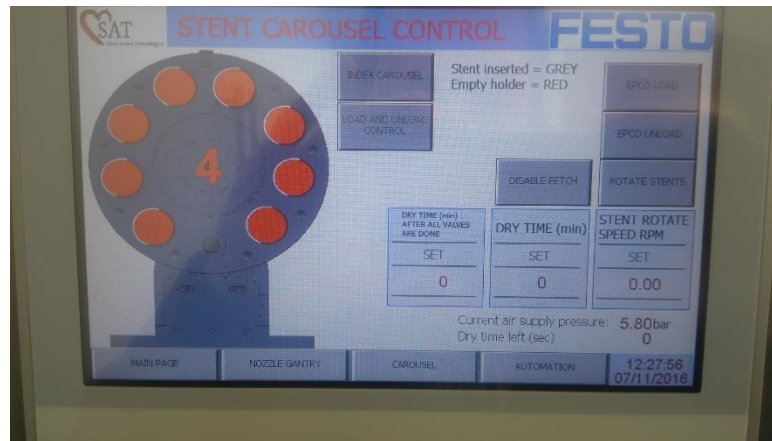 SAT
STENT CAROUSEL CONTROL
FESTO
INDEX CAROUSEL
Stent inserted = GREY
Empty holder = RED
EPCO LOAD
LOAD AND UNLOAD
CONTROL
EPCO UNLOAD
4
DISABLE FETCH
ROTATE STENTS
DRY TIME (min)
AFTER ALL VALVES
ARE DONE
SET
0
DRY TIME (min)
SET
0
STENT ROTATE
SPEED RPM
SET
0.00
Current air supply pressure: 5.80bar
Dry time left (sec) 0
MAIN PAGE
NOZZLE GANTRY
CAROUSEL
AUTOMATION
12:27:56
07/11/2016